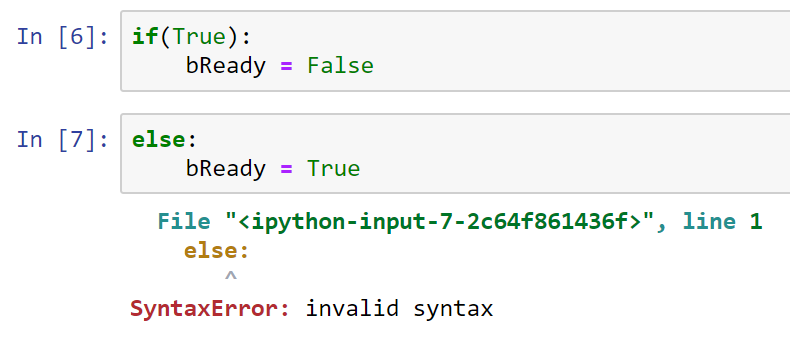 In [6]: if(True):
bReady = False
In [7]: else:
bReady = True
File "<ipython-input-7-2c64f861436f>", line 1
else:
^
SyntaxError: invalid syntax